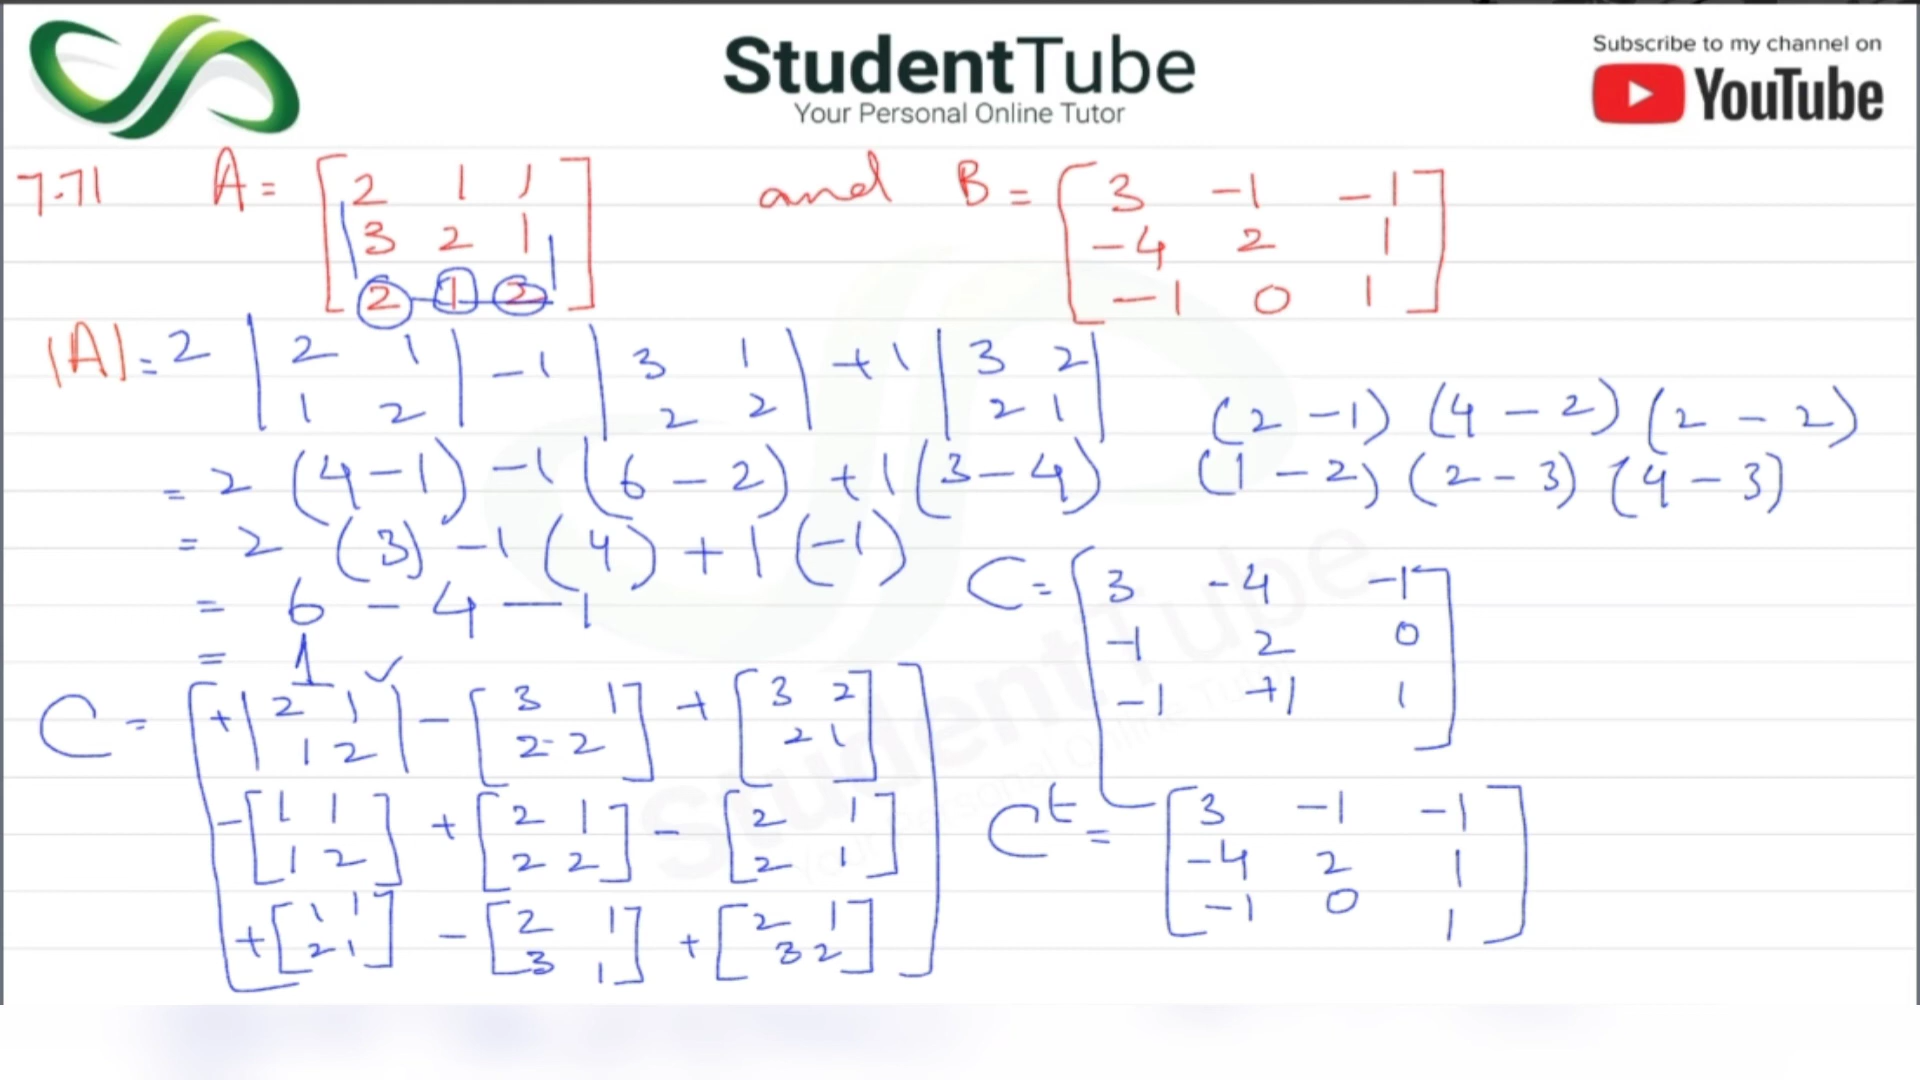 StudentTube
Your Personal Online Tutor
Subscribe to my channel on
YouTube
7.71 A = [2 1 1 and B = [3 -1 -1
3 2 1 -4 2 1
2 1 2] -1 0 1]
|A| = 2 |2 1 -1 |3 1 +1 |3 2
1 2| 2 2| 2 1|
= 2 (4-1) -1 (6-2) +1 (3-4)
= 2 (3) -1 (4) +1 (-1)
= 6 - 4 - 1
= 1 ✓
(2-1) (4-2) (2-2)
(1-2) (2-3) (4-3)
C = [+|2 1 - [3 1 + [3 2
1 2| 2 2] 2 1]
-[1 1 + [2 1 - [2 1
1 2] 2 2] 2 1]
+[1 1 - [2 1 + [2 1
2 1] 3 1] 3 2]]
C = [3 -4 -1
-1 2 0
-1 +1 1]
Cᵗ = [3 -1 -1
-4 2 1
-1 0 1]
StudentTube
Your Personal Online Tutor